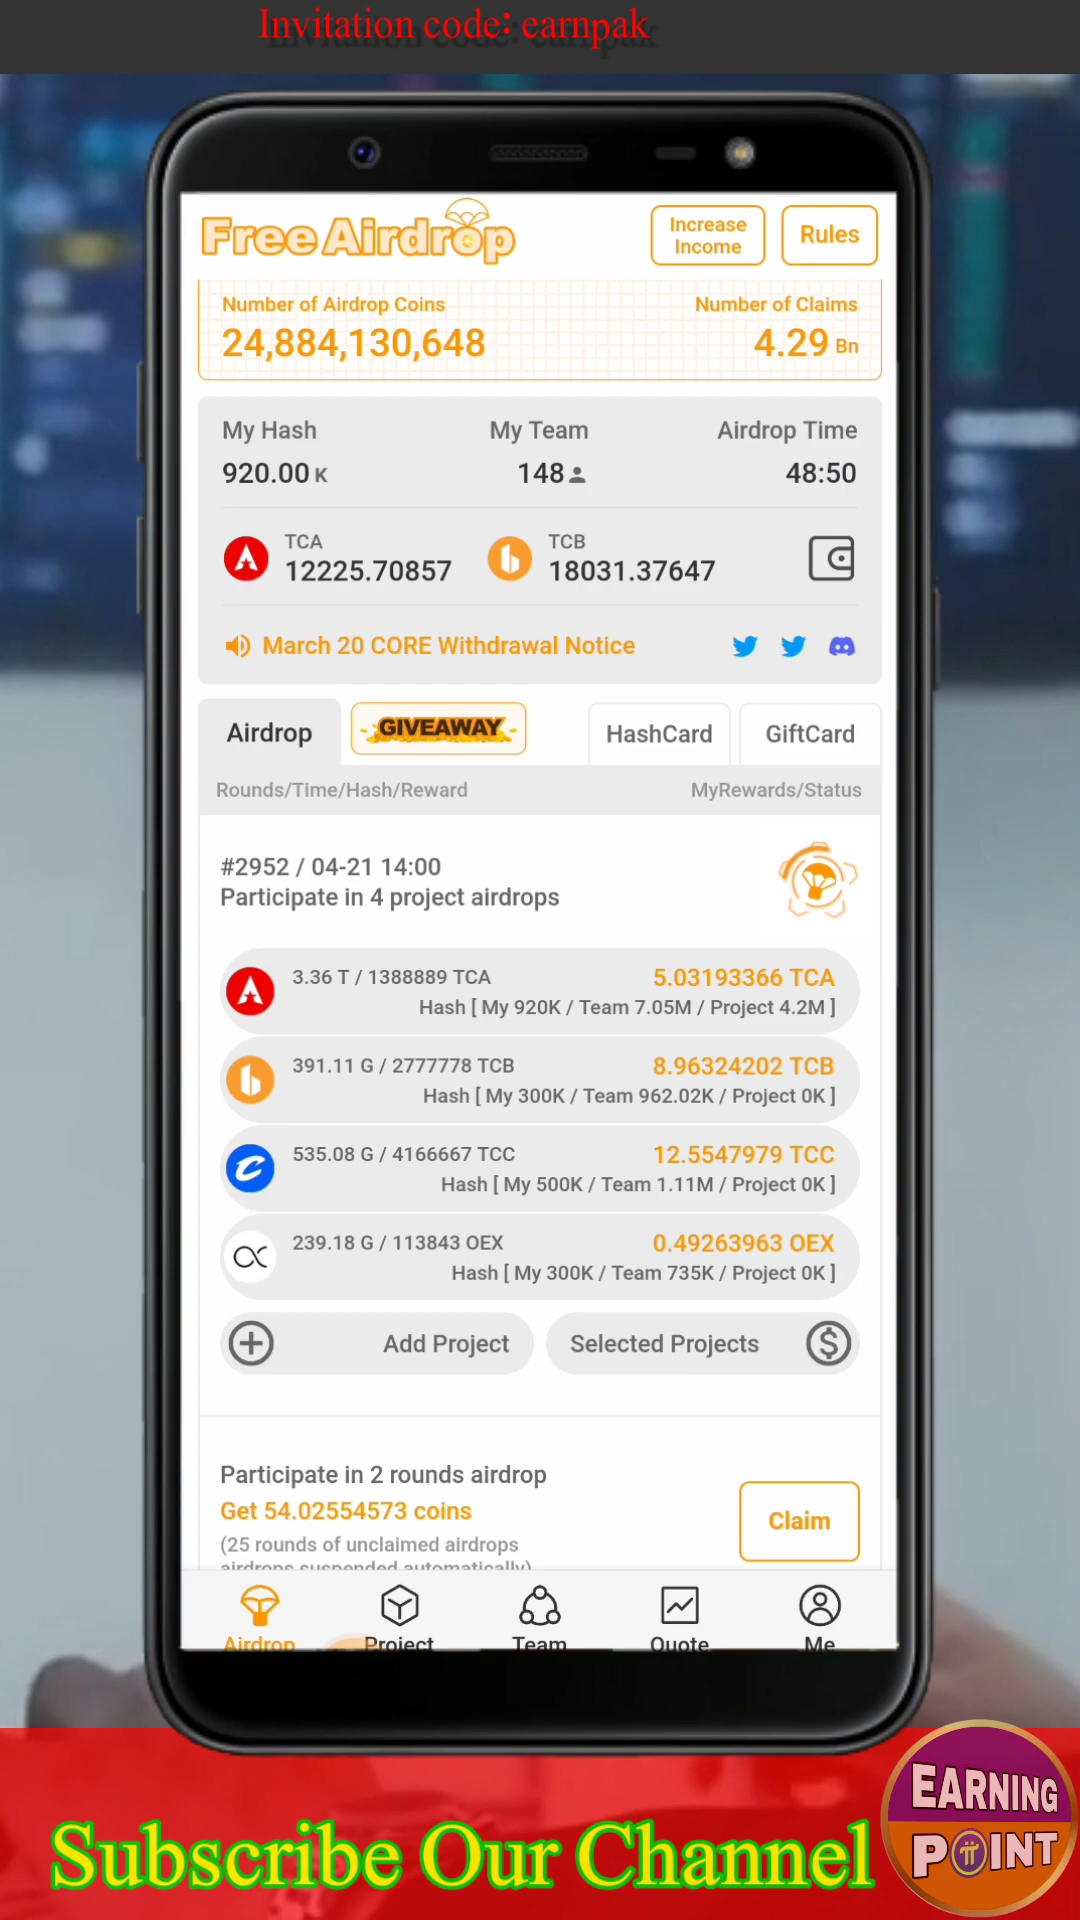 Invitation code: earnpak
Free Airdrop
Increase
Income
Rules
Number of Airdrop Coins
Number of Claims
24,884,130,648
4.29 Bn
My Hash
My Team
Airdrop Time
920.00 K
148
48:50
TCA
12225.70857
TCB
18031.37647
March 20 CORE Withdrawal Notice
Airdrop
GIVEAWAY
HashCard
GiftCard
Rounds/Time/Hash/Reward
MyRewards/Status
#2952 / 04-21 14:00
Participate in 4 project airdrops
3.36 T / 1388889 TCA
5.03193366 TCA
Hash [ My 920K / Team 7.05M / Project 4.2M ]
391.11 G / 2777778 TCB
8.96324202 TCB
Hash [ My 300K / Team 962.02K / Project 0K ]
535.08 G / 4166667 TCC
12.5547979 TCC
Hash [ My 500K / Team 1.11M / Project 0K ]
239.18 G / 113843 OEX
0.49263963 OEX
Hash [ My 300K / Team 735K / Project 0K ]
Add Project
Selected Projects
Participate in 2 rounds airdrop
Get 54.02554573 coins
(25 rounds of unclaimed airdrops
airdrops suspended automatically)
Claim
Airdrop
Project
Team
Quote
Me
EARNING
POINT
Subscribe Our Channel